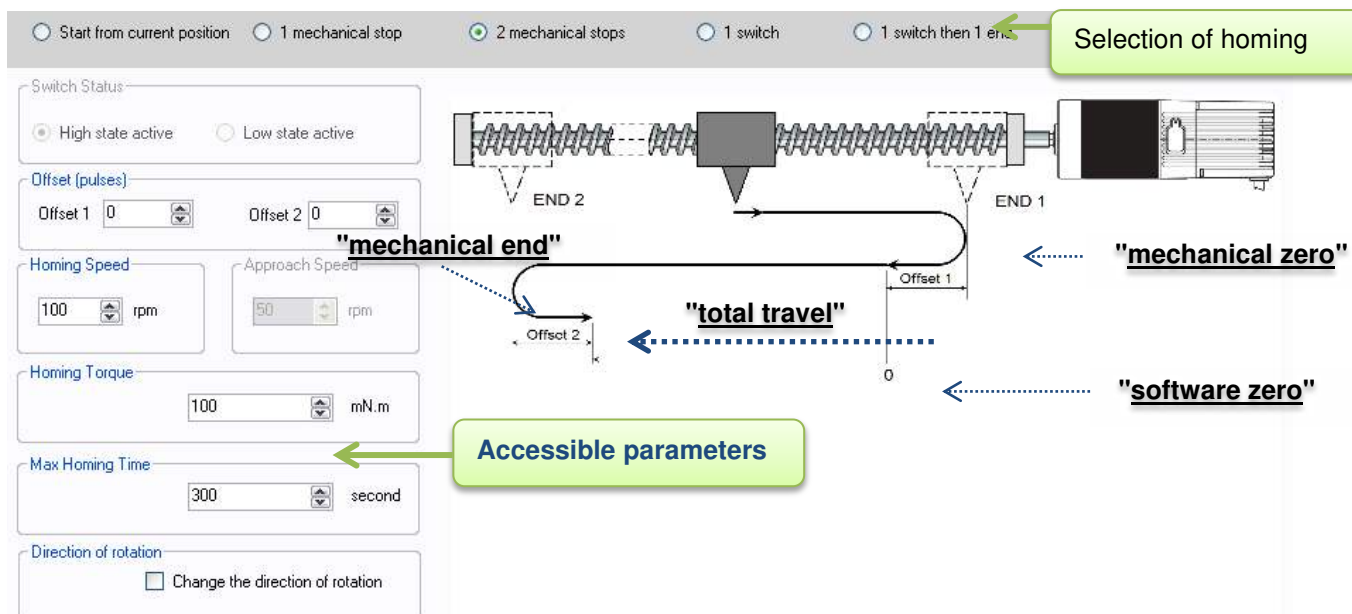 Start from current position 1 mechanical stop 2 mechanical stops 1 switch 1 switch then 1 end
Selection of homing
Switch Status
High state active Low state active
Offset (pulses)
Offset 1 0 Offset 2 0
END 2
END 1
"mechanical end"
"mechanical zero"
Homing Speed
Approach Speed
100 rpm
50 rpm
Offset 1
"total travel"
Offset 2
0
"software zero"
Homing Torque
100 mN.m
Accessible parameters
Max Homing Time
300 second
Direction of rotation
Change the direction of rotation